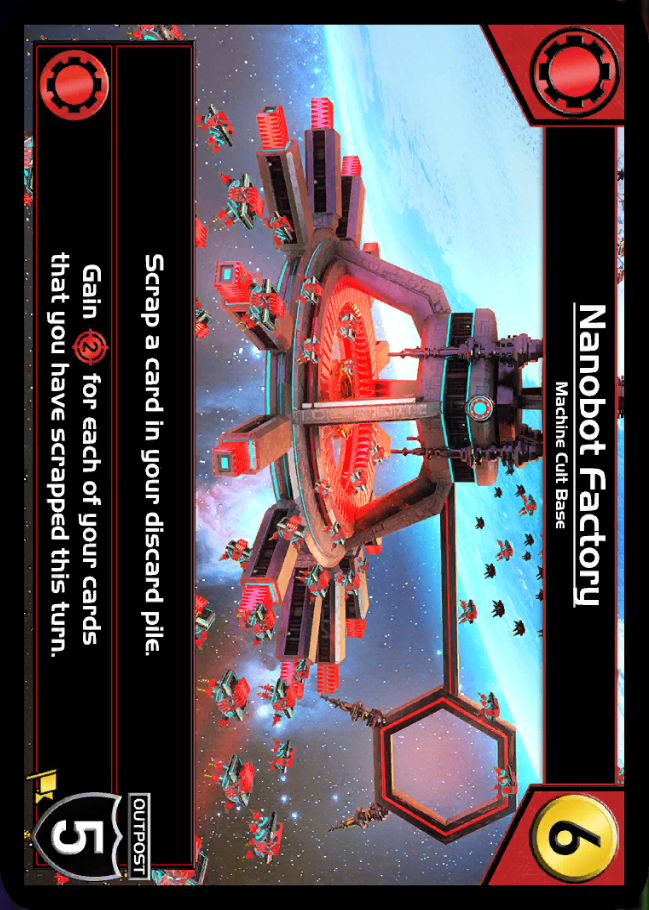 Nanobot Factory
Machine Cult Base
6
Scrap a card in your discard pile.
Gain 2 for each of your cards
that you have scrapped this turn.
OUTPOST
5